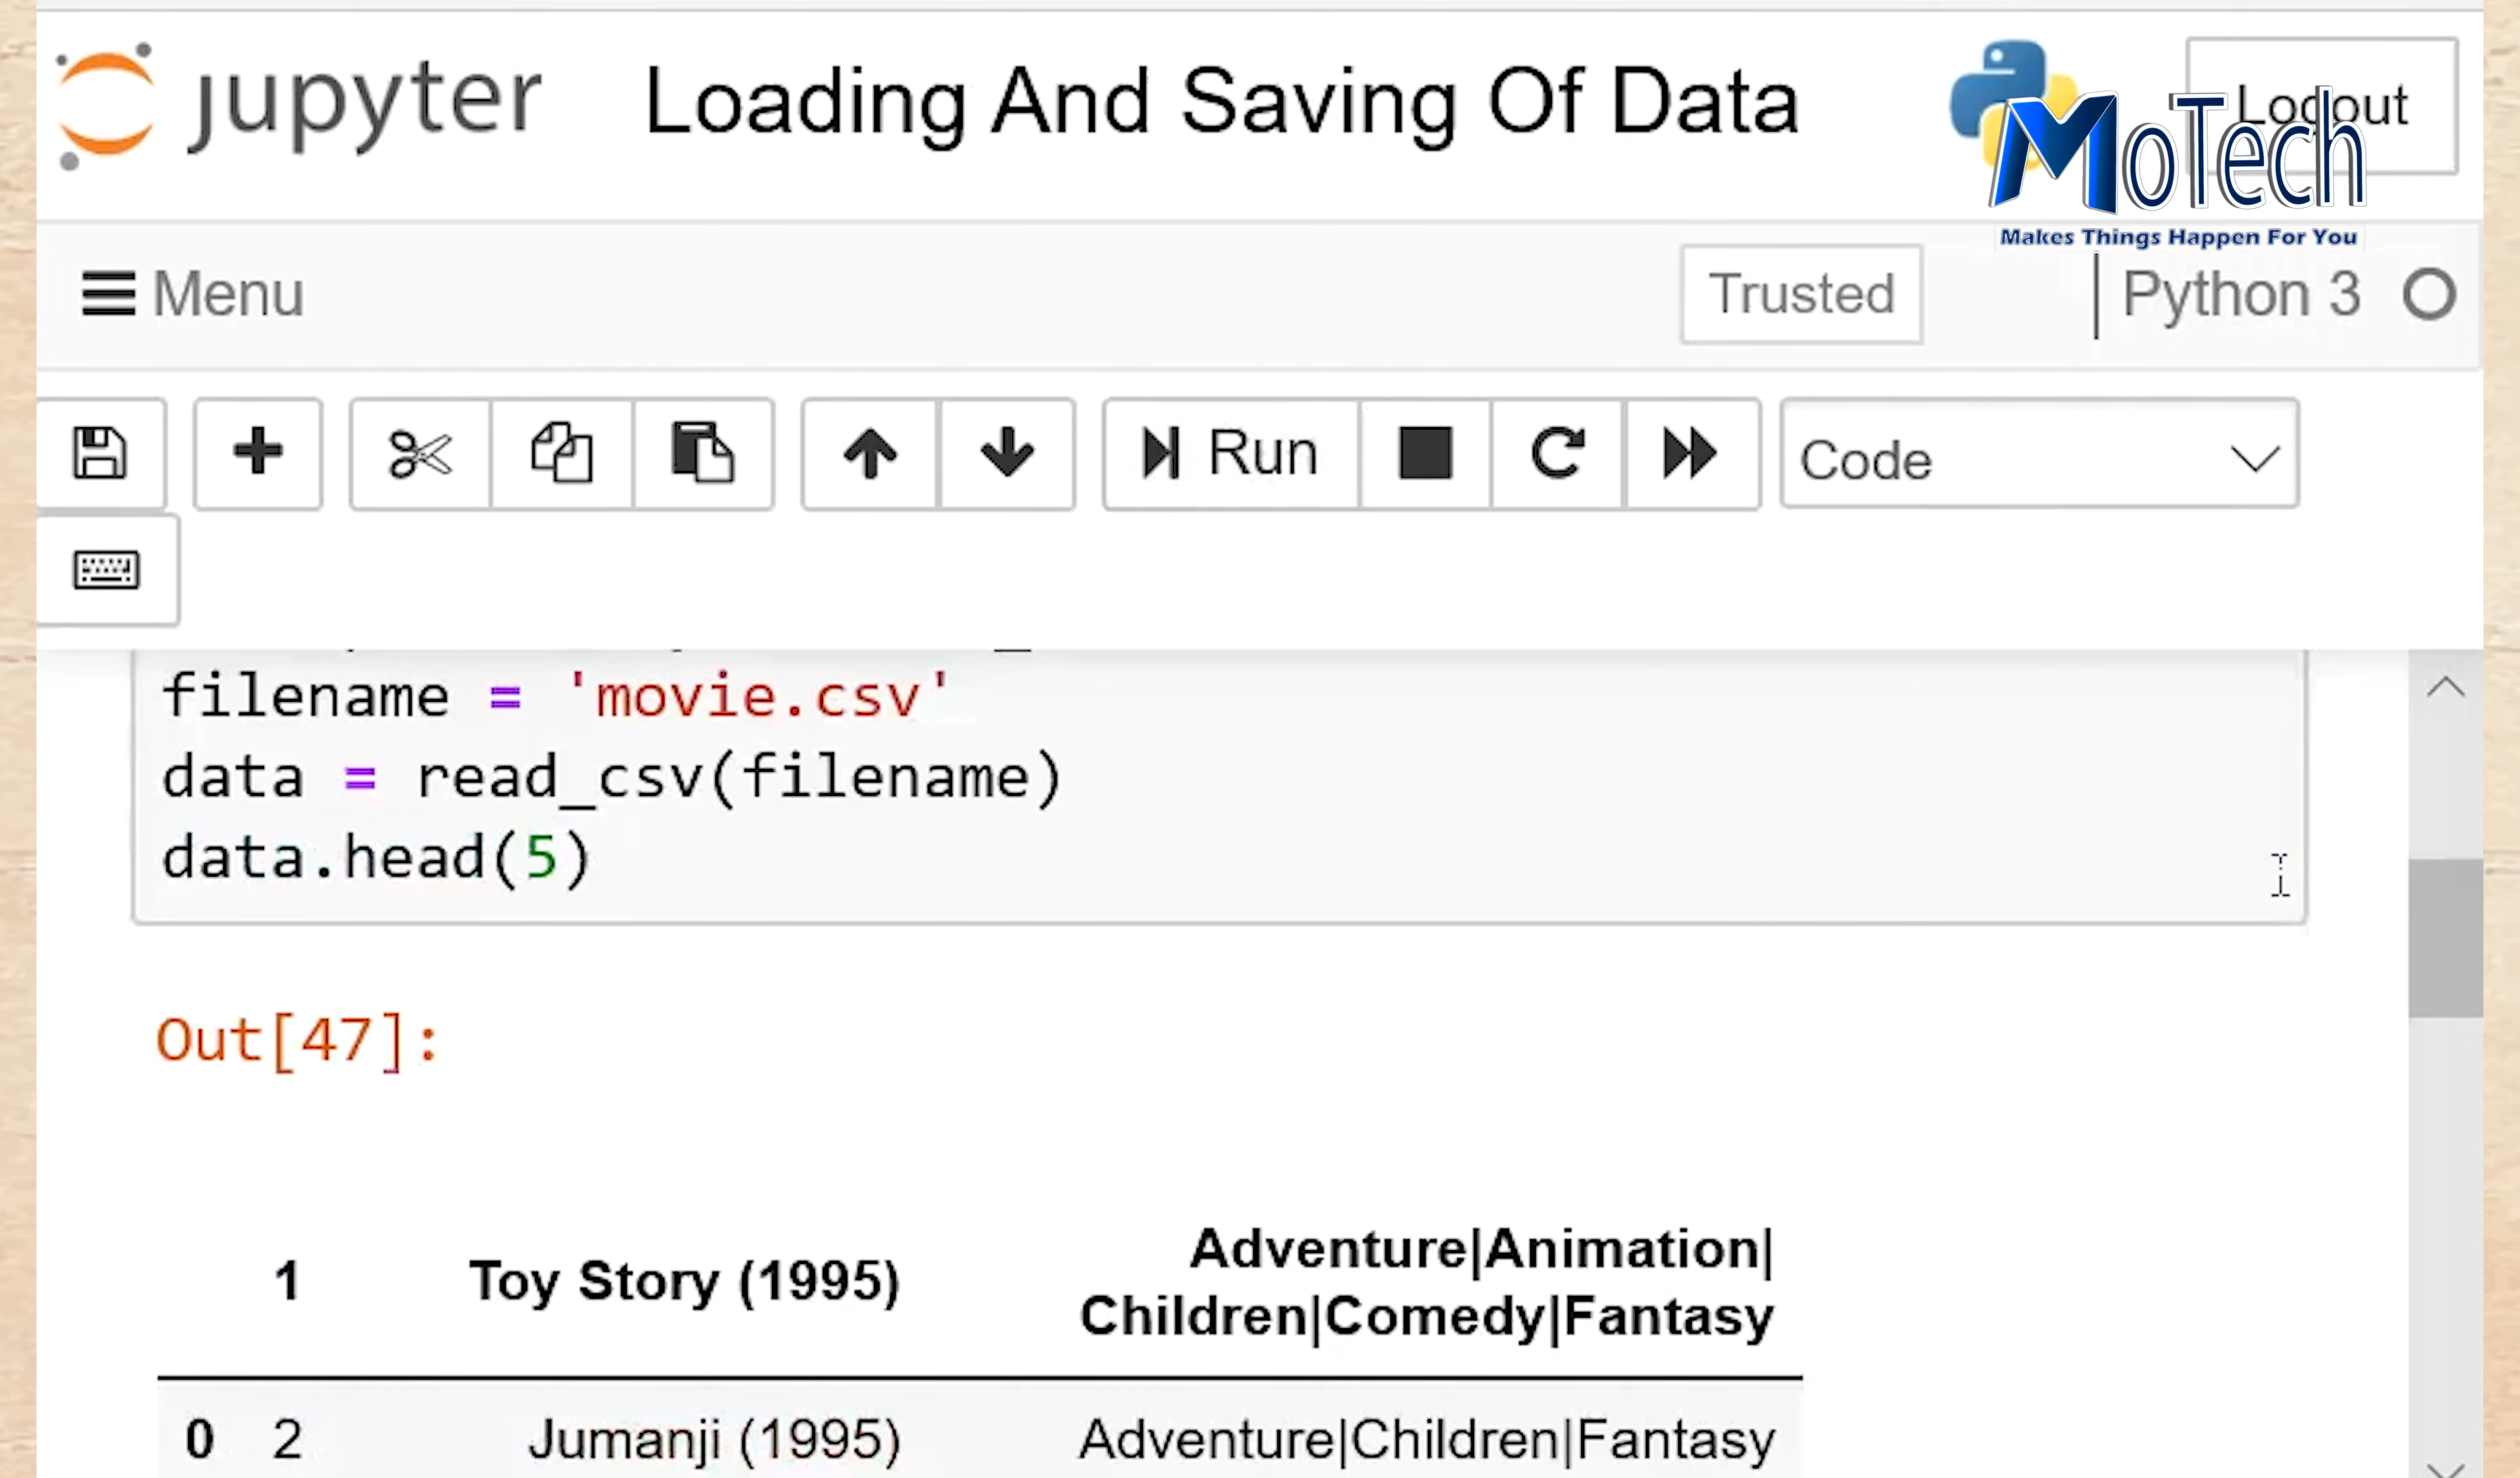 jupyter Loading And Saving Of Data Logout
MoTech
Makes Things Happen For You
Menu Trusted Python 3
Run Code
filename = 'movie.csv'
data = read_csv(filename)
data.head(5)
Out[47]:
1 Toy Story (1995) Adventure|Animation|
Children|Comedy|Fantasy
0 2 Jumanji (1995) Adventure|Children|Fantasy